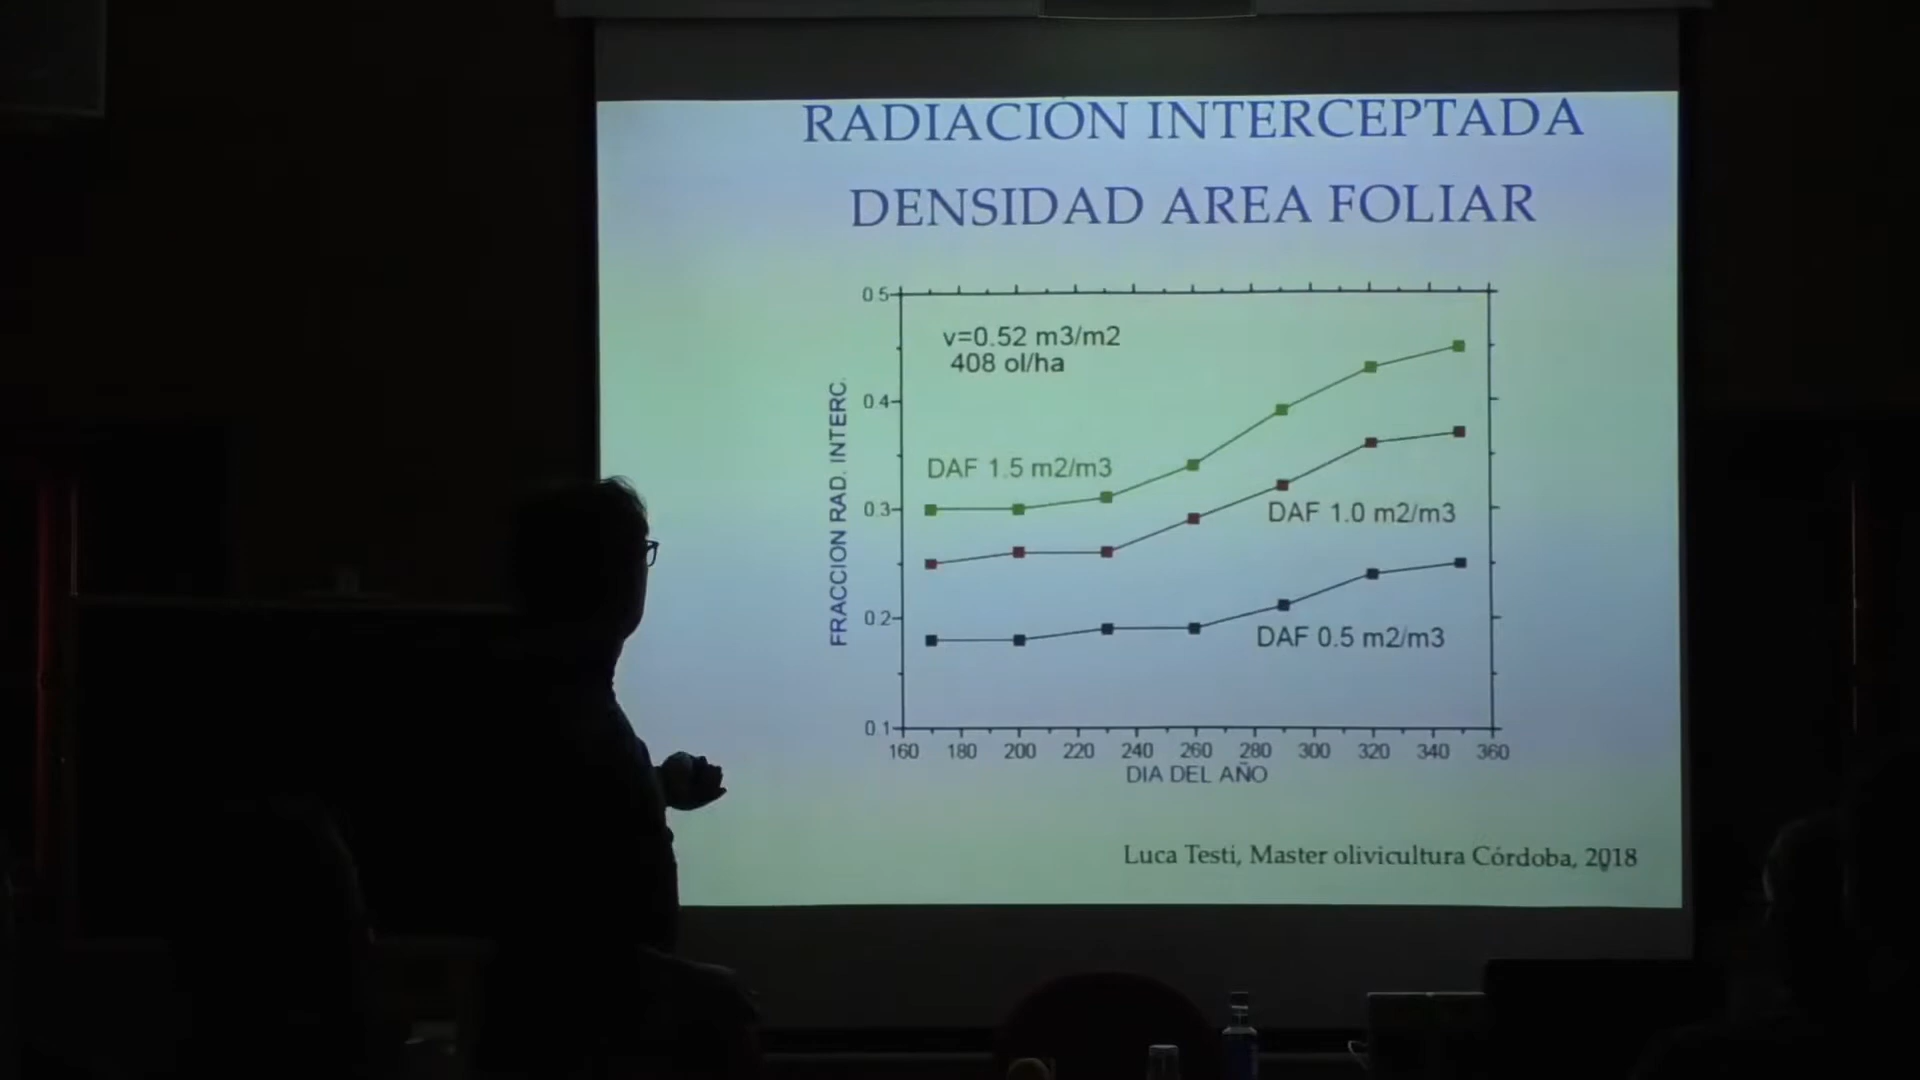 RADIACIÓN INTERCEPTADA
DENSIDAD AREA FOLIAR
0.5
v=0.52 m3/m2
408 ol/ha
0.4
FRACCION RAD. INTERC.
DAF 1.5 m2/m3
0.3
DAF 1.0 m2/m3
0.2
DAF 0.5 m2/m3
0.1
160 180 200 220 240 260 280 300 320 340 360
DIA DEL AÑO
Luca Testi, Master olivicultura Córdoba, 2018